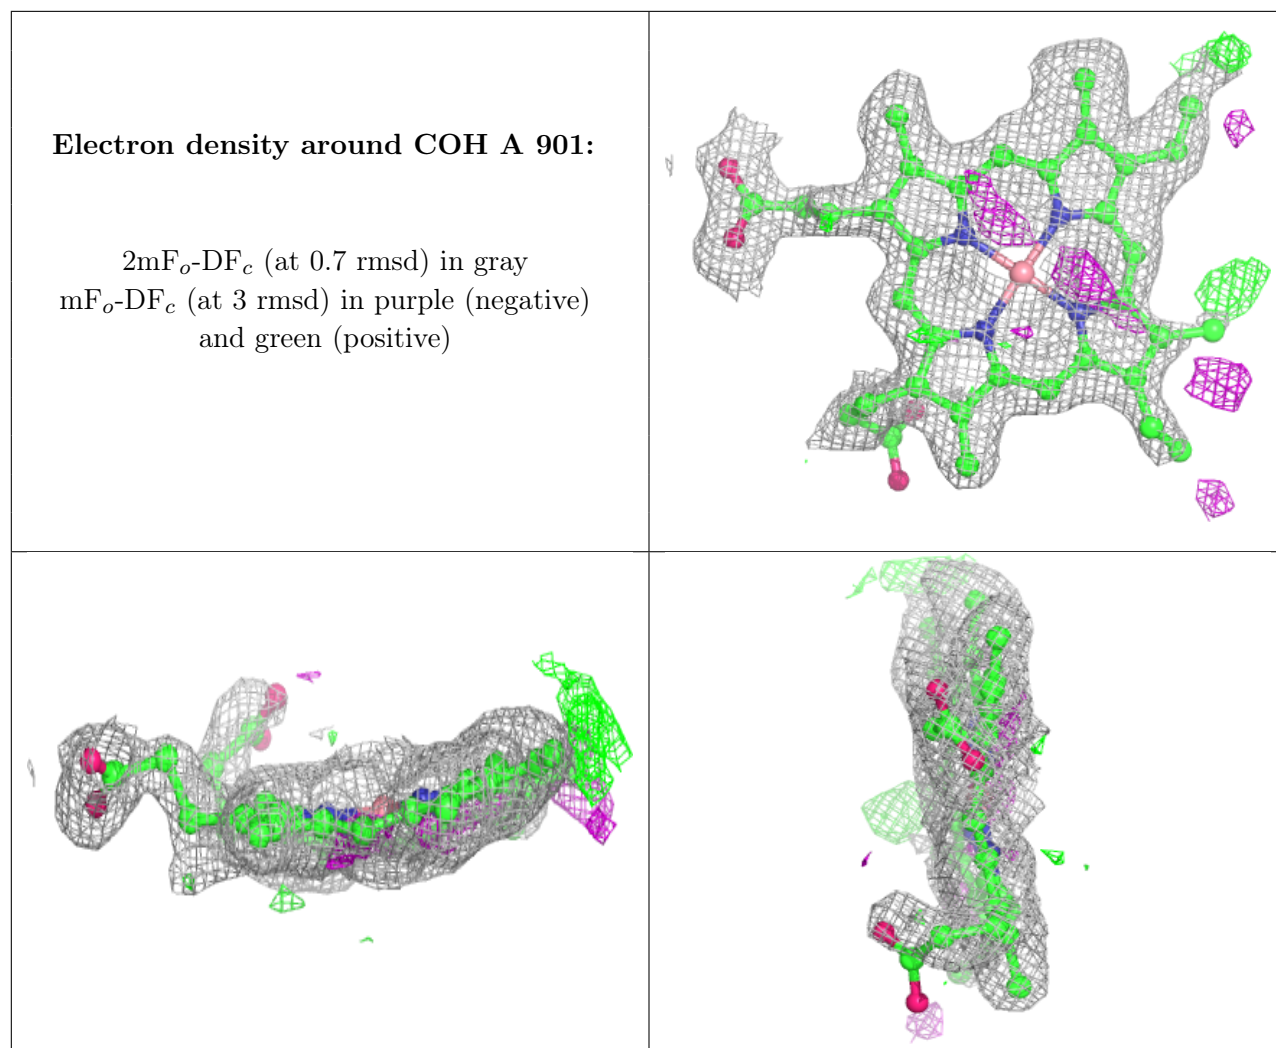 Electron density around COH A 901:
2mFo-DFc (at 0.7 rmsd) in gray
mFo-DFc (at 3 rmsd) in purple (negative)
and green (positive)